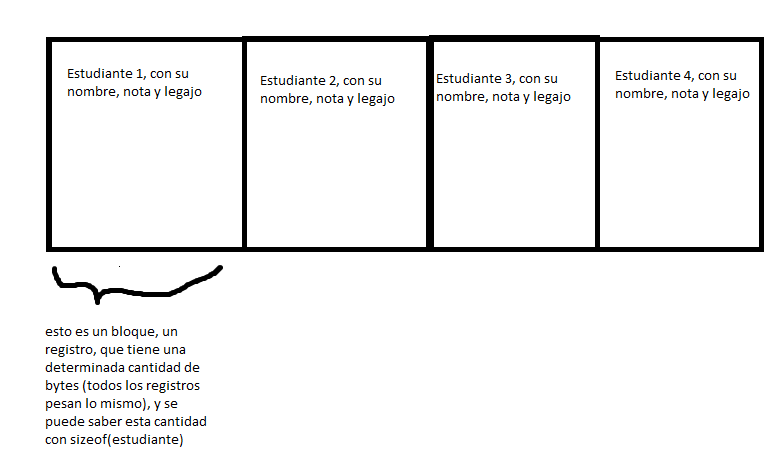 Estudiante 1, con su
nombre, nota y legajo
Estudiante 2, con su
nombre, nota y legajo
Estudiante 3, con su
nombre, nota y legajo
Estudiante 4, con su
nombre, nota y legajo
esto es un bloque, un
registro, que tiene una
determinada cantidad de
bytes (todos los registros
pesan lo mismo), y se
puede saber esta cantidad
con sizeof(estudiante)